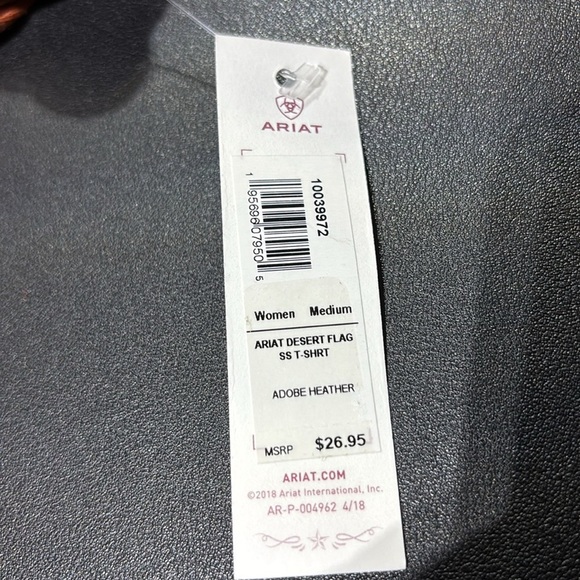 ARIAT
10039972
1 95696 07950 5
Women Medium
ARIAT DESERT FLAG
SS T-SHRT
ADOBE HEATHER
MSRP $26.95
ARIAT.COM
©2018 Ariat International, Inc.
AR-P-004962 4/18